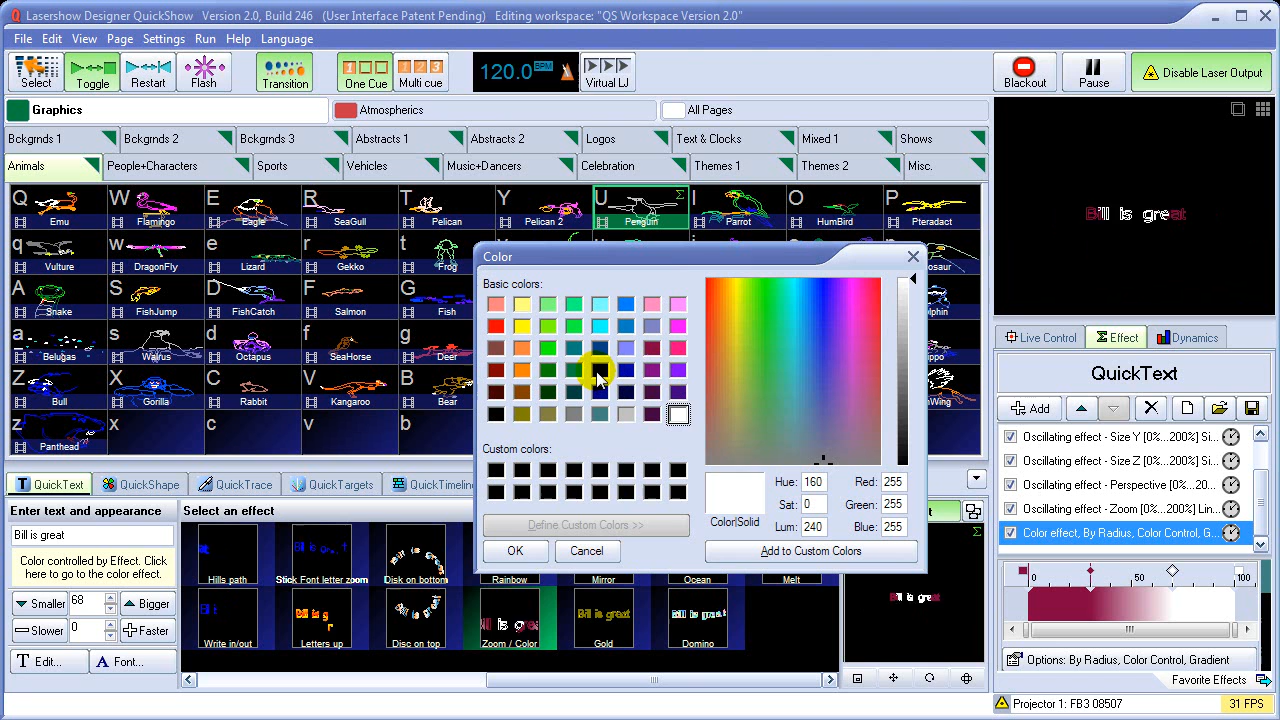 Lasershow Designer QuickShow   Version 2.0, Build 246   (User Interface Patent Pending)   Editing workspace: "QS Workspace Version 2.0"
File Edit View Page Settings Run Help Language
Select Toggle Restart Flash Transition One Cue Multi cue 120.0 BPM Virtual LJ Blackout Pause Disable Laser Output
Graphics Atmospherics All Pages
Bckgrnds 1 Bckgrnds 2 Bckgrnds 3 Abstracts 1 Abstracts 2 Logos Text & Clocks Mixed 1 Shows
Animals People+Characters Sports Vehicles Music+Dancers Celebration Themes 1 Themes 2 Misc.
Q W E R T Y U I O P
Emu Flamingo Eagle SeaGull Pelican Pelican 2 Penguin Parrot HumBird Pteradact
Bill is great
q w e r t
Vulture DragonFly Lizard Gekko Frog
A S D F G
Snake FishJump Catfish Salmon Fish
a s d f g
Belugas Walrus Octapus SeaHorse Deer
Z X C V B
Bull Gorilla Rabbit Kangaroo Bear
z x c v b
Panthead
Color
Basic colors:
Custom colors:
Define Custom Colors >>
OK Cancel
Hue: 160 Red: 255
Sat: 0 Green: 255
Color|Solid Lum: 240 Blue: 255
Add to Custom Colors
Live Control Effect Dynamics
QuickText
Add
Oscillating effect - Size Y [0%...200%] Si...
Oscillating effect - Size Z [0%...200%] Si...
Oscillating effect - Perspective [0%...200%] Si...
Oscillating effect - Zoom [0%...200%] Lin...
Color effect, By Radius, Color Control, G...
0 50 100
Options: By Radius, Color Control, Gradient
Favorite Effects
QuickText QuickShape QuickTrace QuickTargets QuickTimeline
Enter text and appearance
Bill is great
Color controlled by Effect. Click
here to go to the color effect.
Smaller 68 Bigger
Slower 0 Faster
Edit... Font...
Select an effect
Hills path Stick Font letter zoom Disk on bottom Rainbow Mirror Ocean Melt
Write in/out Letters up Disc on top Zoom / Color Gold Domino
Bill is great
Projector 1: FB3 08507 31 FPS